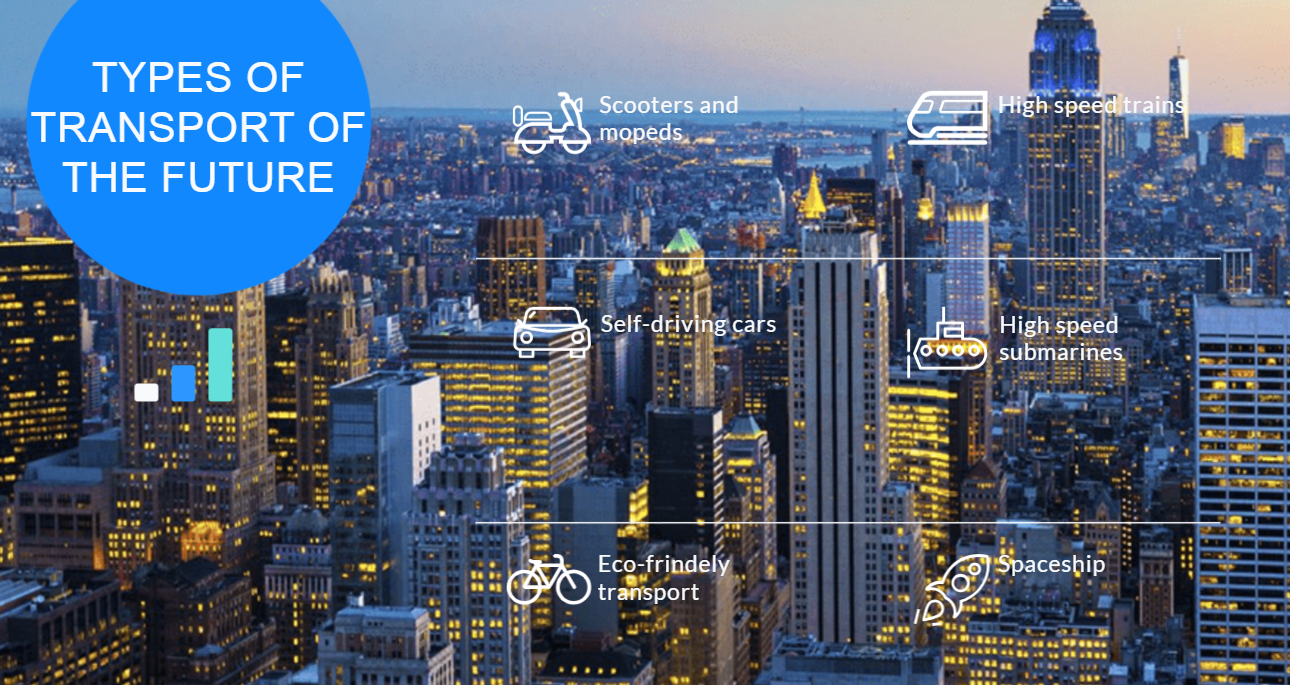 TYPES OF
TRANSPORT OF
THE FUTURE
Scooters and
mopeds
High speed trains
Self-driving cars
High speed
submarines
Eco-frindely
transport
Spaceship